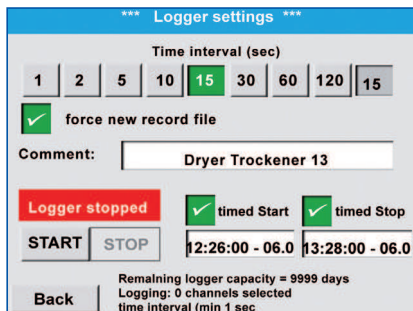 *** Logger settings ***
Time interval (sec)
1 2 5 10 15 30 60 120 15
force new record file
Comment: Dryer Trockener 13
Logger stopped timed Start timed Stop
START STOP 12:26:00 - 06.0 13:28:00 - 06.0
Remaining logger capacity = 9999 days
Back Logging: 0 channels selected
time interval (min 1 sec